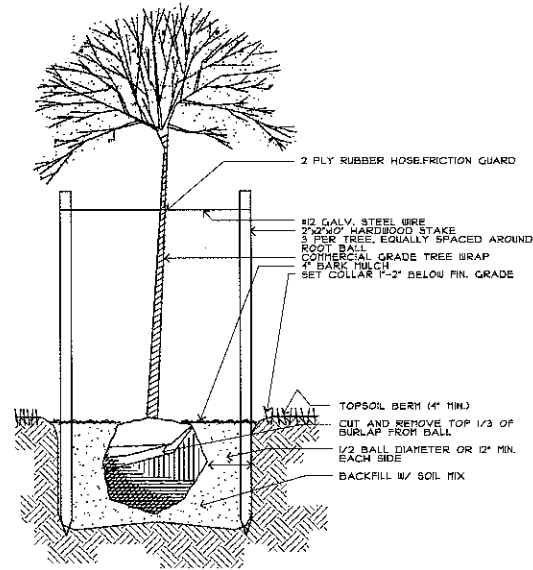 2 PLY RUBBER HOSE.FRICTION GUARD
#12 GALV. STEEL WIRE
2"x2"x10" HARDWOOD STAKE
3 PER TREE, EQUALLY SPACED AROUND
ROOT BALL
COMMERCIAL GRADE TREE WRAP
4" BARK MULCH
SET COLLAR 1"-2" BELOW FIN. GRADE
TOPSOIL BERM (4" MIN.)
CUT AND REMOVE TOP 1/3 OF
BURLAP FROM BALL
1/2 BALL DIAMETER OR 12" MIN.
EACH SIDE
BACKFILL W/ SOIL MIX